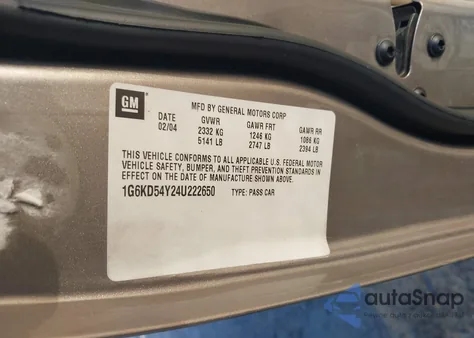 GM
MFD BY GENERAL MOTORS CORP
DATE GVWR GAWR FRT GAWR RR
02/04 2332 KG 1246 KG 1086 KG
5141 LB 2747 LB 2394 LB
THIS VEHICLE CONFORMS TO ALL APPLICABLE U.S. FEDERAL MOTOR
VEHICLE SAFETY, BUMPER, AND THEFT PREVENTION STANDARDS IN
EFFECT ON THE DATE OF MANUFACTURE SHOWN ABOVE.
1G6KD54Y24U222650 TYPE: PASS CAR
autoSnap